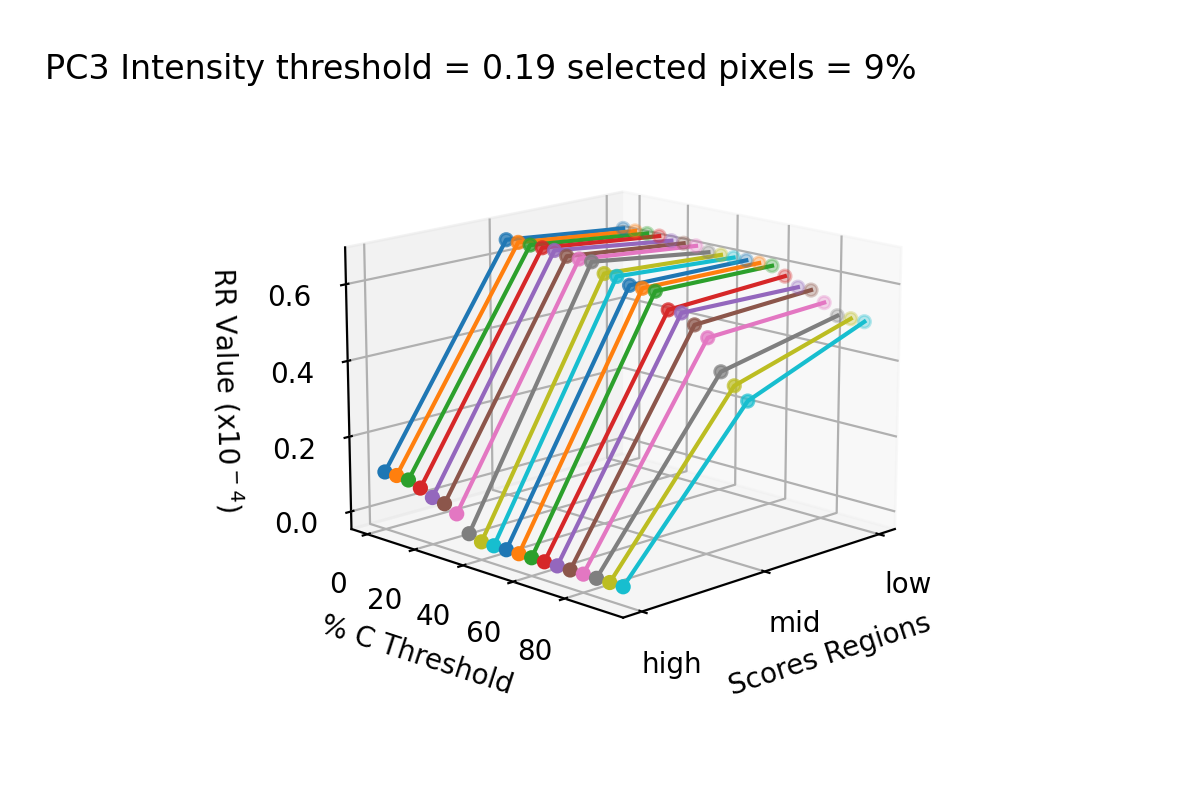 PC3 Intensity threshold = 0.19 selected pixels = 9%
RR Value (x10⁻⁴)
0.6
0.4
0.2
0.0
0
20
40
60
80
% C Threshold
high
mid
low
Scores Regions